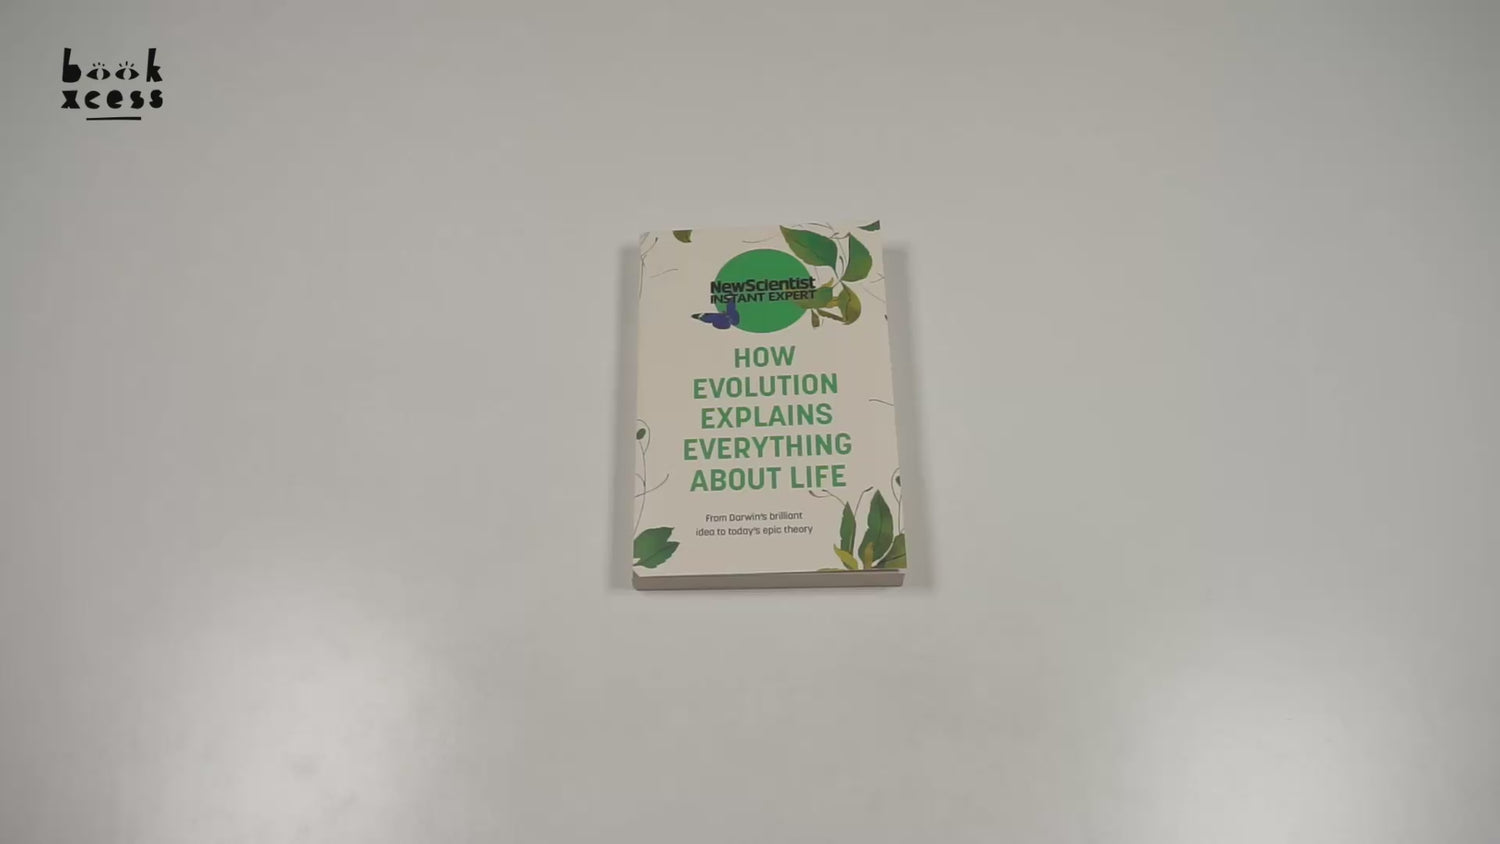 book
xcess
NewScientist
INSTANT EXPERT
HOW
EVOLUTION
EXPLAINS
EVERYTHING
ABOUT LIFE
From Darwin's brilliant
idea to today's epic theory